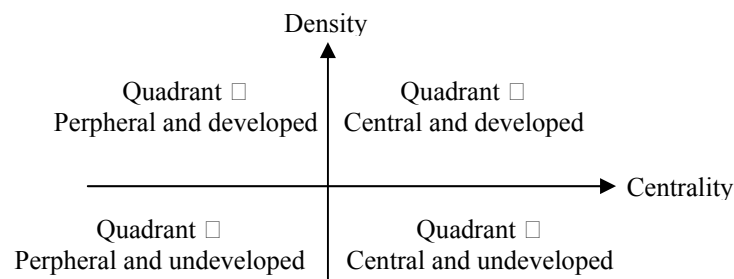 Density
Quadrant □
Perpheral and developed
Quadrant □
Central and developed
Centrality
Quadrant □
Perpheral and undeveloped
Quadrant □
Central and undeveloped